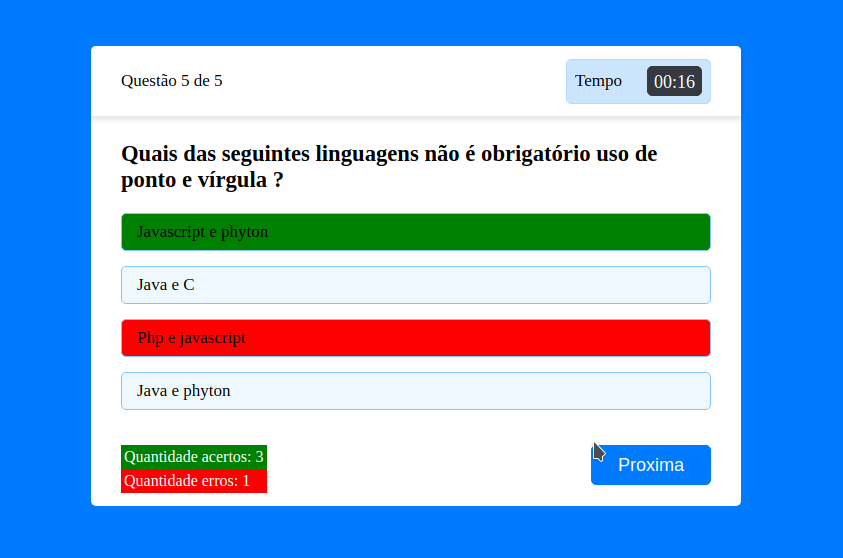 Questão 5 de 5
Tempo 00:16
Quais das seguintes linguagens não é obrigatório uso de
ponto e vírgula ?
Javascript e phyton
Java e C
Php e javascript
Java e phyton
Quantidade acertos: 3
Quantidade erros: 1
Proxima